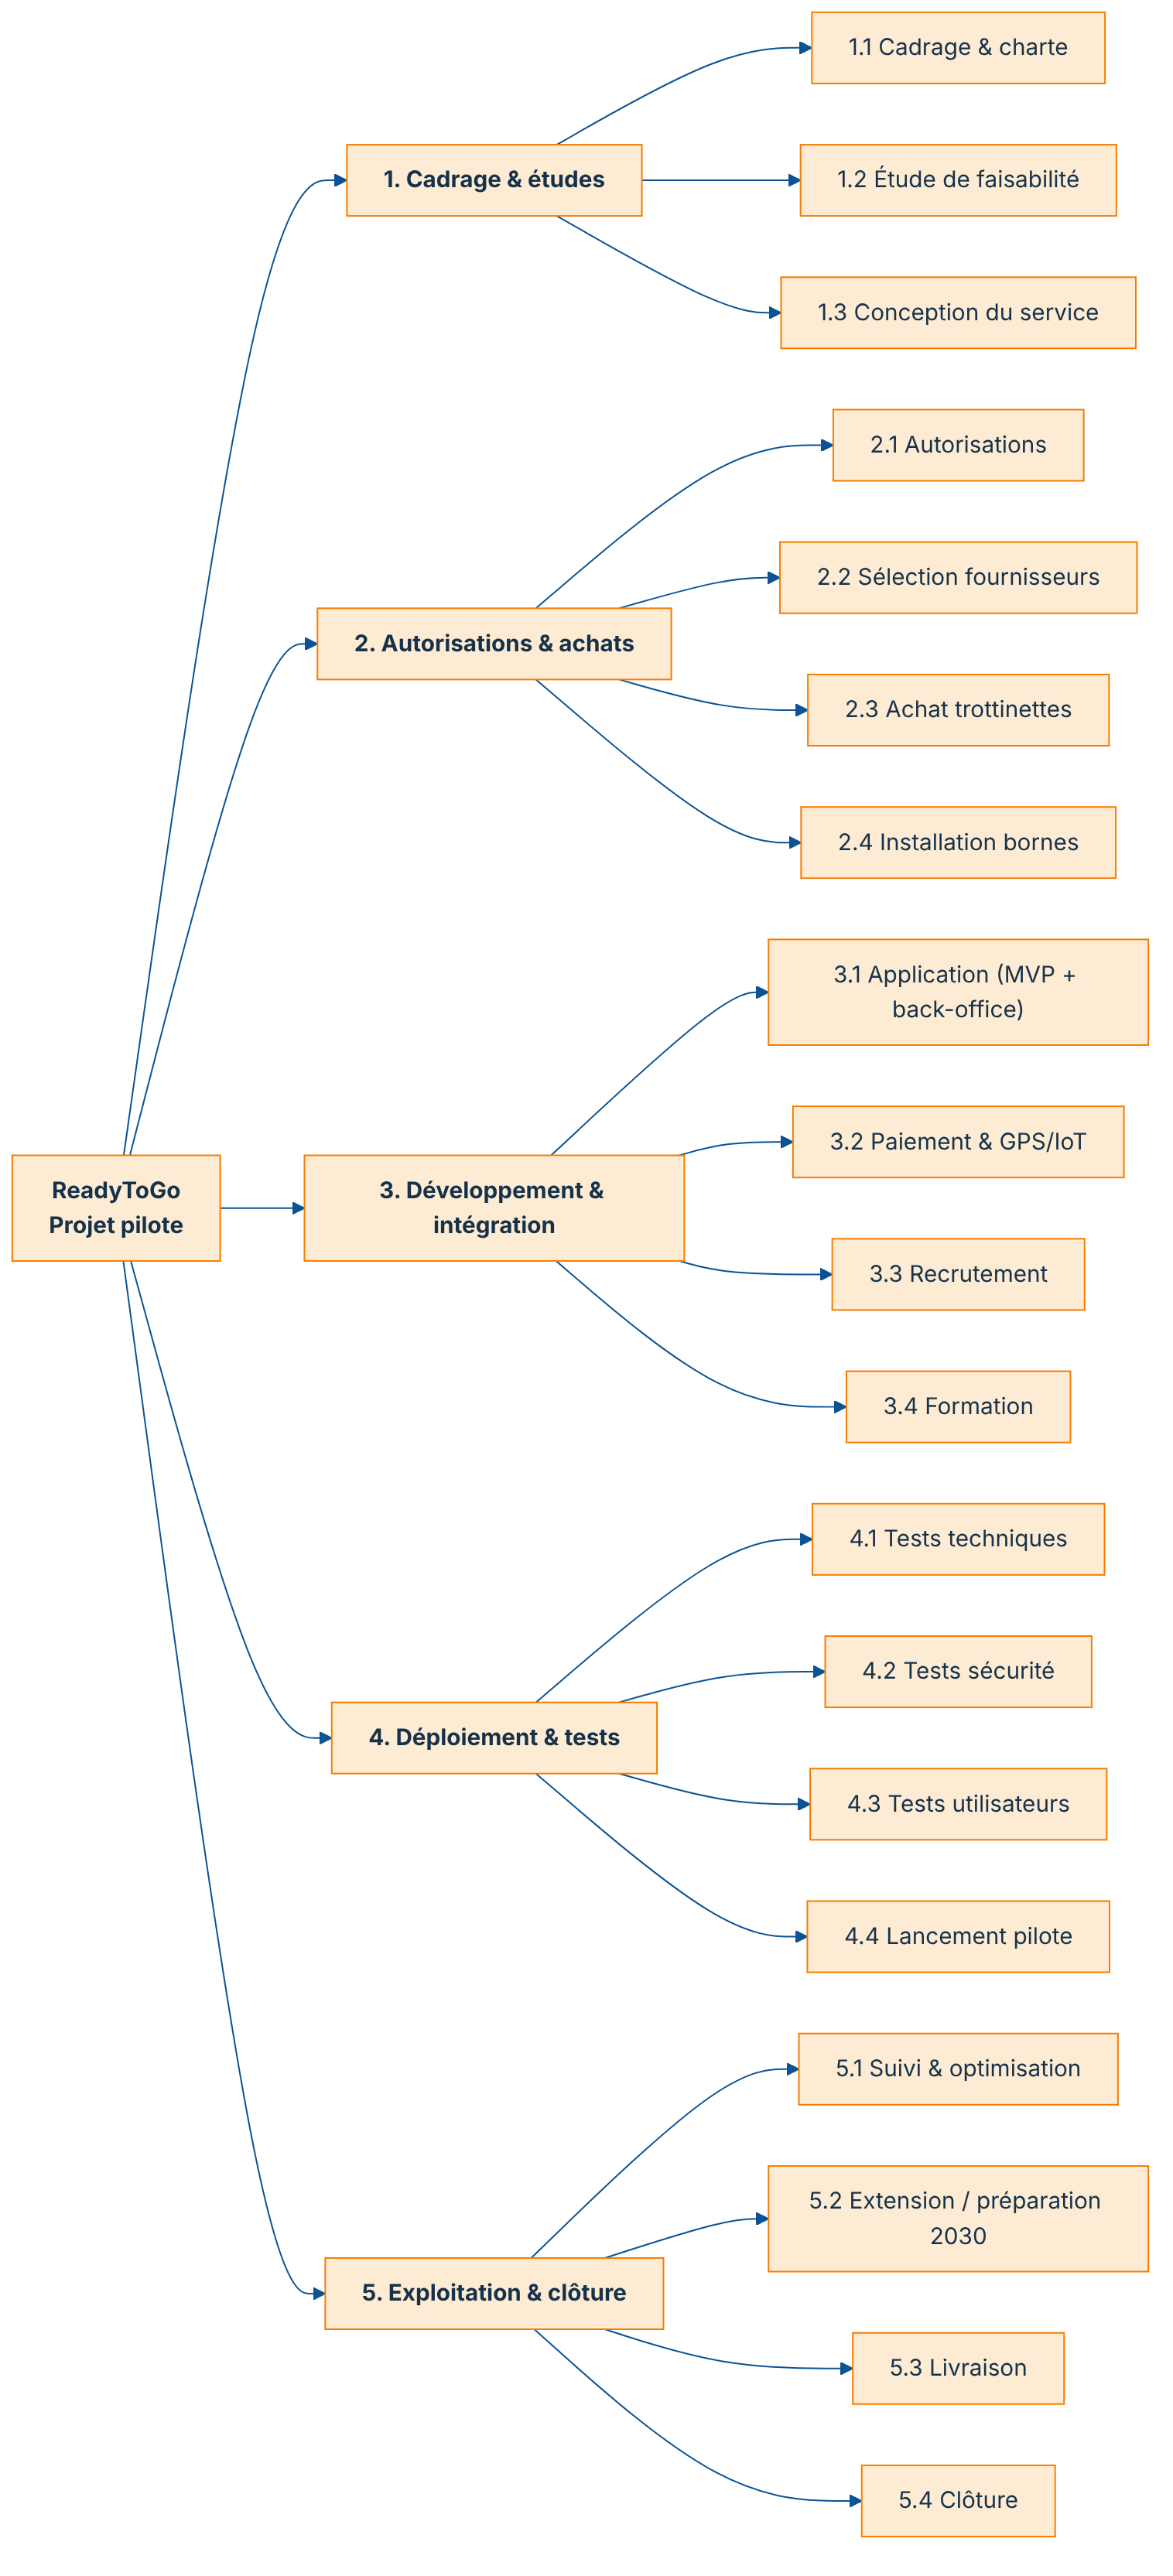 ReadyToGo
Projet pilote
1. Cadrage & études
1.1 Cadrage & charte
1.2 Étude de faisabilité
1.3 Conception du service
2. Autorisations & achats
2.1 Autorisations
2.2 Sélection fournisseurs
2.3 Achat trottinettes
2.4 Installation bornes
3. Développement &
intégration
3.1 Application (MVP +
back-office)
3.2 Paiement & GPS/IoT
3.3 Recrutement
3.4 Formation
4. Déploiement & tests
4.1 Tests techniques
4.2 Tests sécurité
4.3 Tests utilisateurs
4.4 Lancement pilote
5. Exploitation & clôture
5.1 Suivi & optimisation
5.2 Extension / préparation
2030
5.3 Livraison
5.4 Clôture